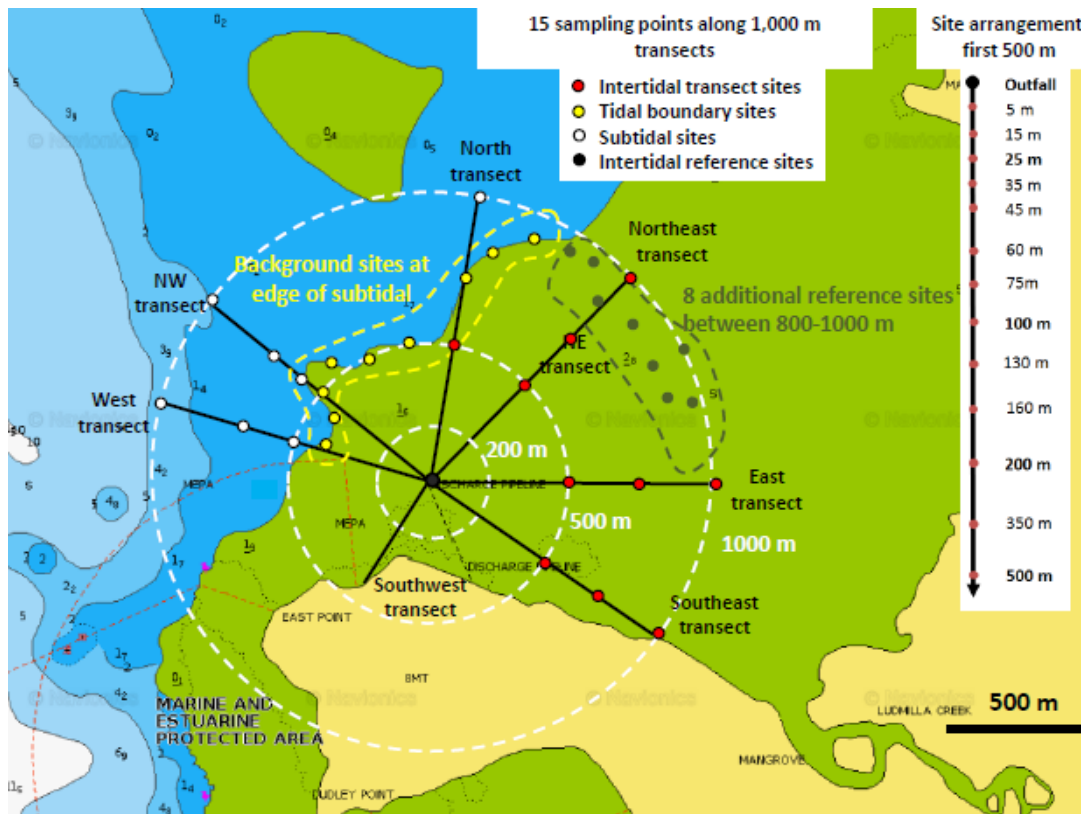 15 sampling points along 1,000 m
transects
Intertidal transect sites
Tidal boundary sites
Subtidal sites
Intertidal reference sites
Site arrangement
first 500 m
Outfall
5 m
15 m
25 m
35 m
45 m
60 m
75m
100 m
130 m
160 m
200 m
350 m
500 m
© Navionics
North
transect
Northeast
transect
Background sites at
edge of subtidal
NW
transect
8 additional reference sites
between 800-1000 m
NE
transect
West
transect
200 m
500 m
1000 m
East
transect
MEPA
MEPA
DISCHARGE PIPELINE
DISCHARGE PIPELINE
Southwest
transect
Southeast
transect
EAST POINT
BMT
MARINE AND
ESTUARINE
PROTECTED AREA
© Navionics
LUDMILLA CREEK
500 m
MANGROVE
DUDLEY POINT